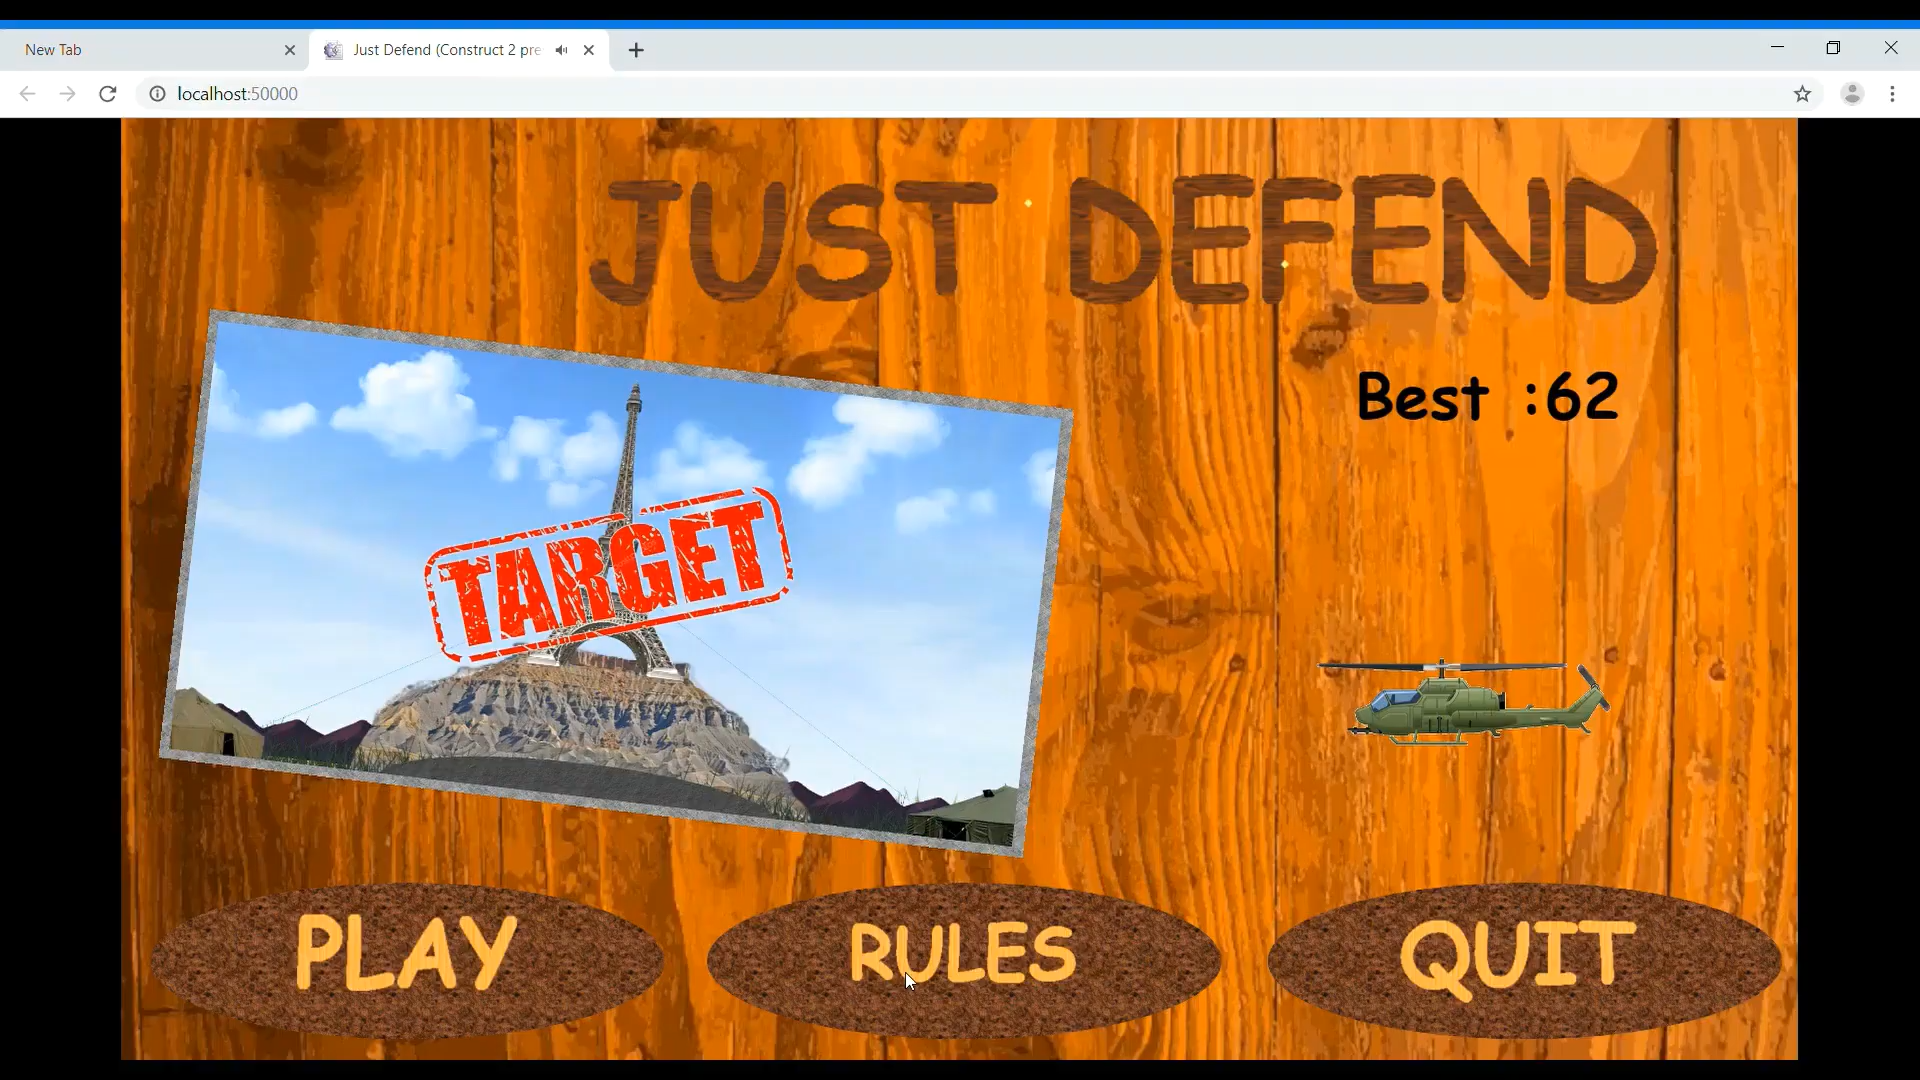 New Tab
Just Defend (Construct 2 pre
localhost:50000
JUST DEFEND
Best :62
TARGET
PLAY
RULES
QUIT